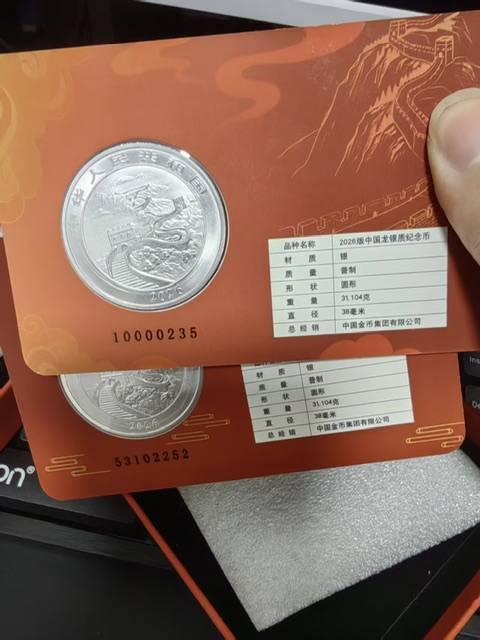 中华人民共和国
2026
10000235
品种名称 2026版中国龙银质纪念币
材 质 银
质 量 普制
形 状 圆形
重 量 31.104克
直 径 38毫米
总经销 中国金币集团有限公司
2026
53102252
材 质 银
质 量 普制
形 状 圆形
重 量 31.104克
直 径 38毫米
总经销 中国金币集团有限公司
on®
Ins
De